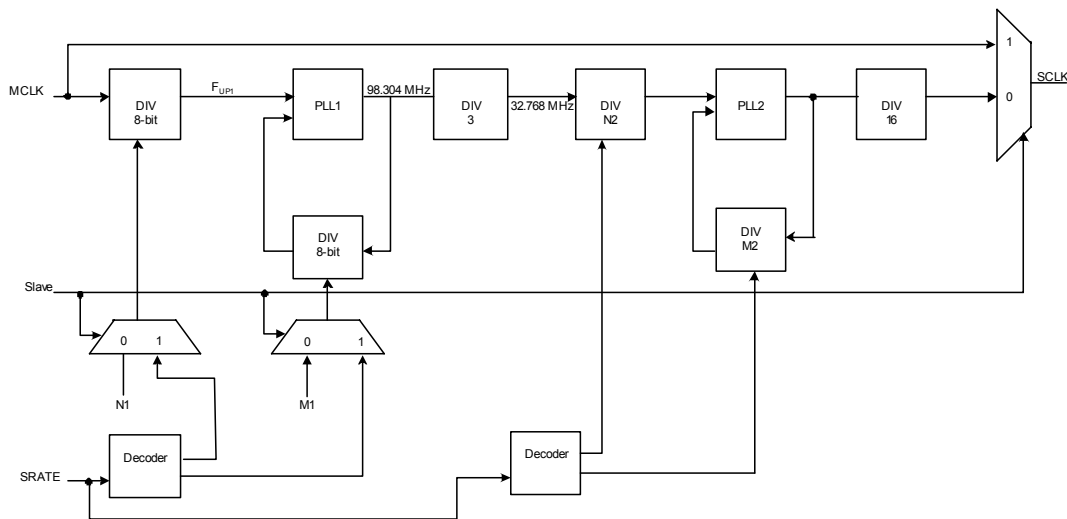 1
MCLK
DIV
8-bit
FUP1
PLL1
98.304 MHz
DIV
3
32.768 MHz
DIV
N2
PLL2
DIV
16
0
SCLK
DIV
8-bit
DIV
M2
Slave
0 1
0 1
N1
M1
Decoder
Decoder
SRATE